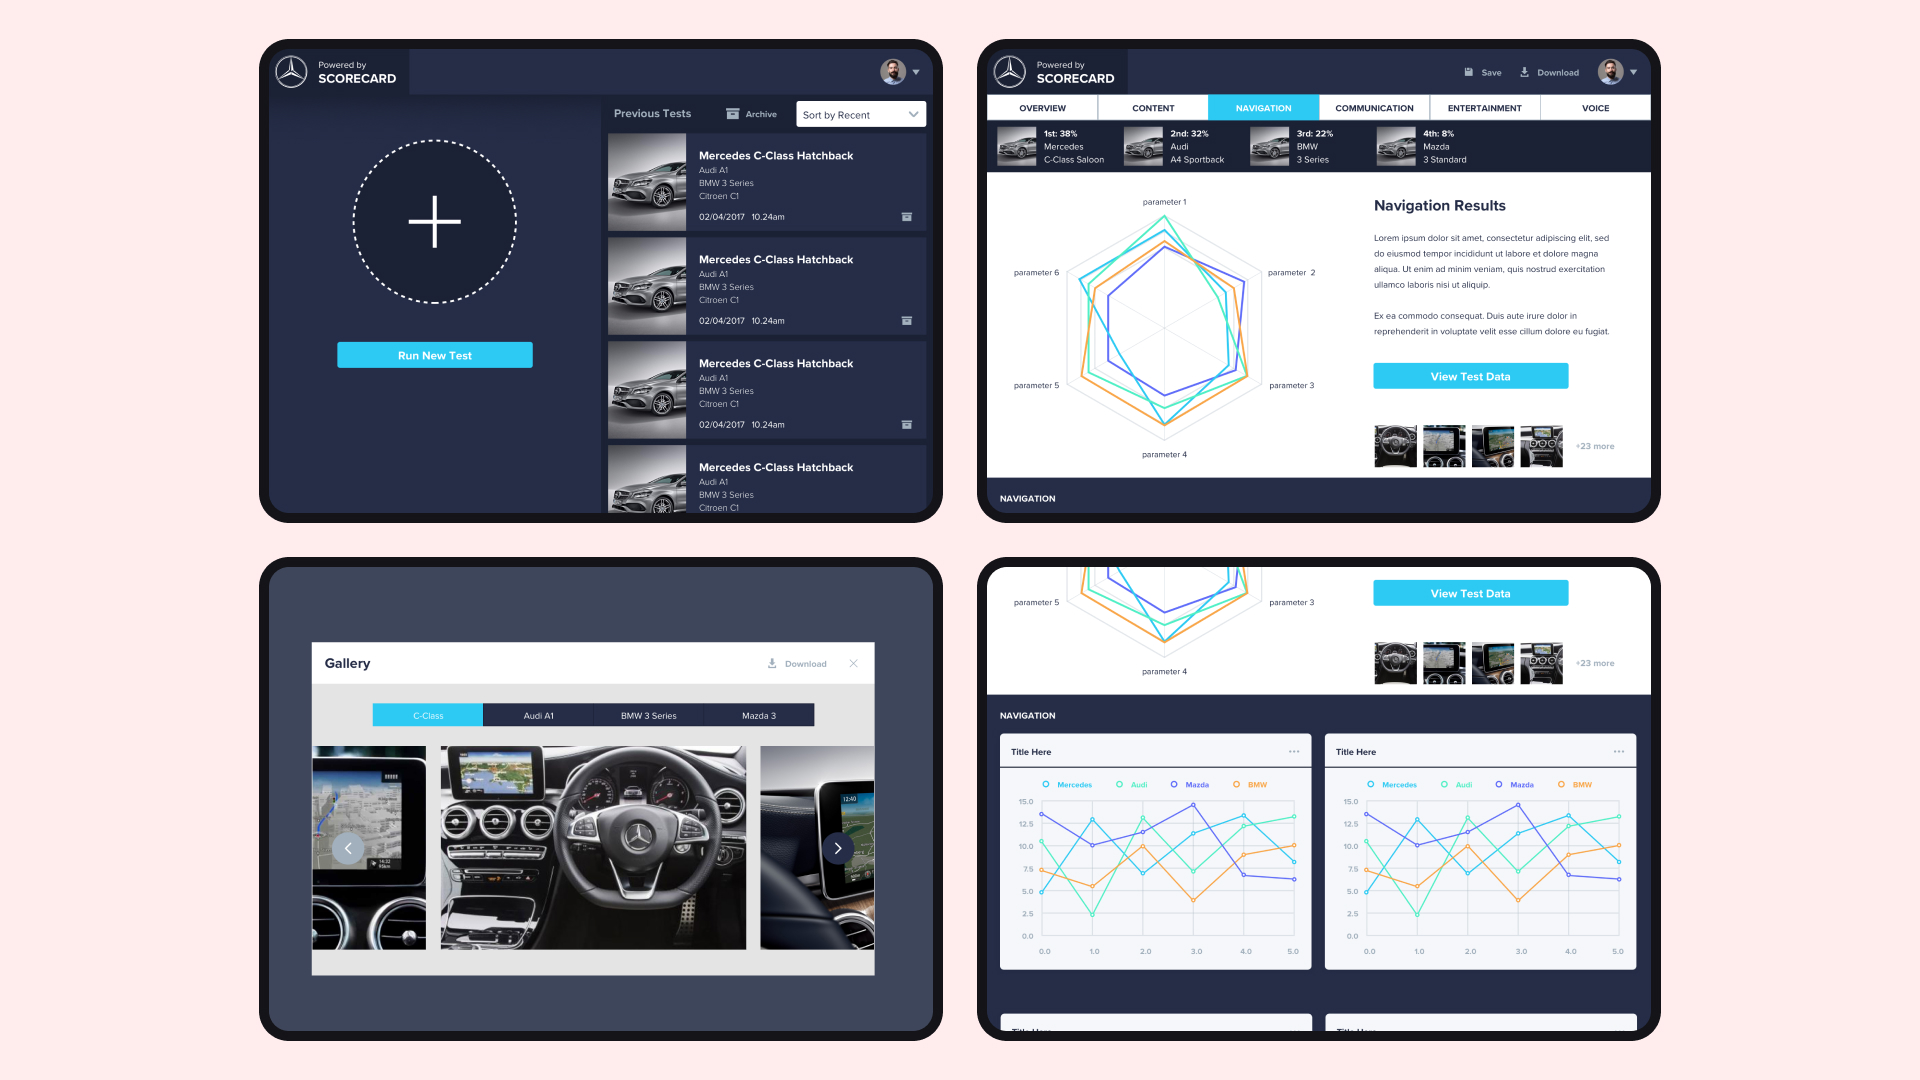 Powered by
SCORECARD
Previous Tests
Archive
Sort by Recent
Mercedes C-Class Hatchback
Audi A1
BMW 3 Series
Citroen C1
02/04/2017 10.24am
Mercedes C-Class Hatchback
Audi A1
BMW 3 Series
Citroen C1
02/04/2017 10.24am
Mercedes C-Class Hatchback
Audi A1
BMW 3 Series
Citroen C1
02/04/2017 10.24am
Mercedes C-Class Hatchback
Audi A1
BMW 3 Series
Citroen C1
Run New Test
Powered by
SCORECARD
Save
Download
OVERVIEW
CONTENT
NAVIGATION
COMMUNICATION
ENTERTAINMENT
VOICE
1st: 38%
Mercedes
C-Class Saloon
2nd: 32%
Audi
A4 Sportback
3rd: 22%
BMW
3 Series
4th: 8%
Mazda
3 Standard
parameter 1
parameter 2
parameter 3
parameter 4
parameter 5
parameter 6
Navigation Results
Lorem ipsum dolor sit amet, consectetur adipiscing elit, sed
do eiusmod tempor incididunt ut labore et dolore magna
aliqua. Ut enim ad minim veniam, quis nostrud exercitation
ullamco laboris nisi ut aliquip.
Ex ea commodo consequat. Duis aute irure dolor in
reprehenderit in voluptate velit esse cillum dolore eu fugiat.
View Test Data
+23 more
NAVIGATION
Gallery
Download
C-Class
Audi A1
BMW 3 Series
Mazda 3
12:40
parameter 5
parameter 3
parameter 4
View Test Data
+23 more
NAVIGATION
Title Here
Mercedes
Audi
Mazda
BMW
15.0
12.5
10.0
7.5
5.0
2.5
0.0
0.0 1.0 2.0 3.0 4.0 5.0
Title Here
Mercedes
Audi
Mazda
BMW
15.0
12.5
10.0
7.5
5.0
2.5
0.0
0.0 1.0 2.0 3.0 4.0 5.0
Title Here
Title Here